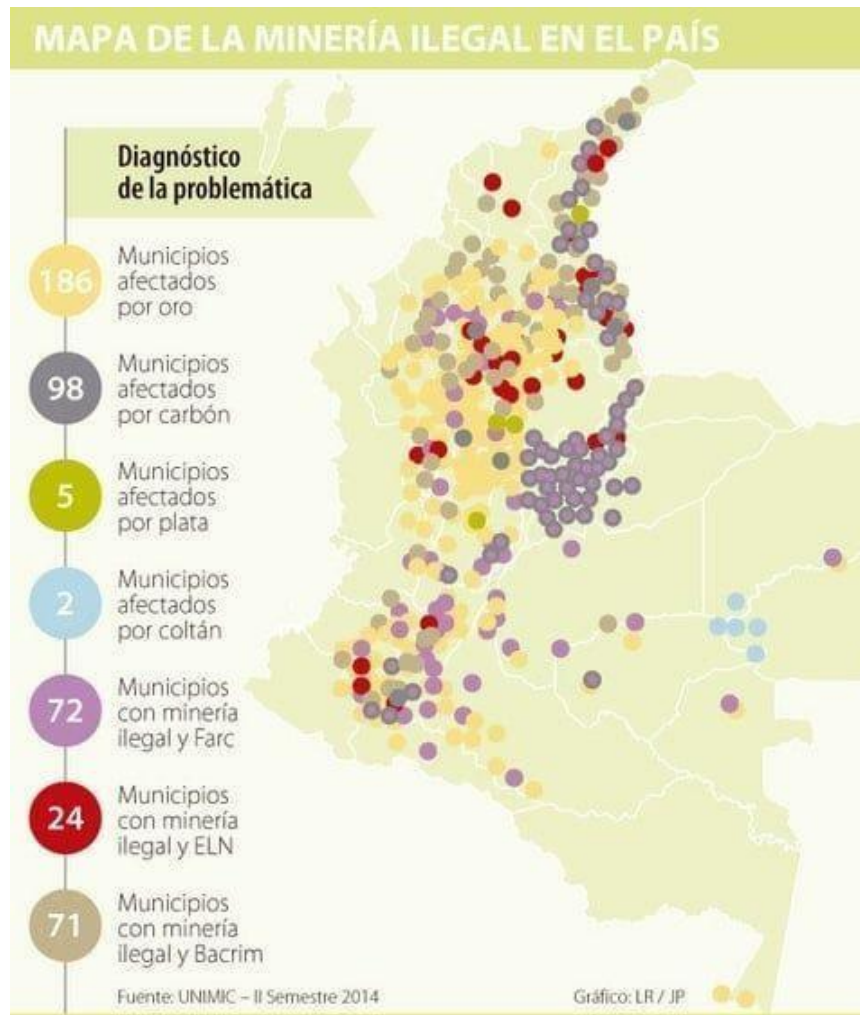 MAPA DE LA MINERÍA ILEGAL EN EL PAÍS
Diagnóstico
de la problemática
186
Municipios
afectados
por oro
98
Municipios
afectados
por carbón
5
Municipios
afectados
por plata
2
Municipios
afectados
por coltán
72
Municipios
con minería
ilegal y Farc
24
Municipios
con minería
ilegal y ELN
71
Municipios
con minería
ilegal y Bacrim
Fuente: UNIMIC – II Semestre 2014
Gráfico: LR / JP